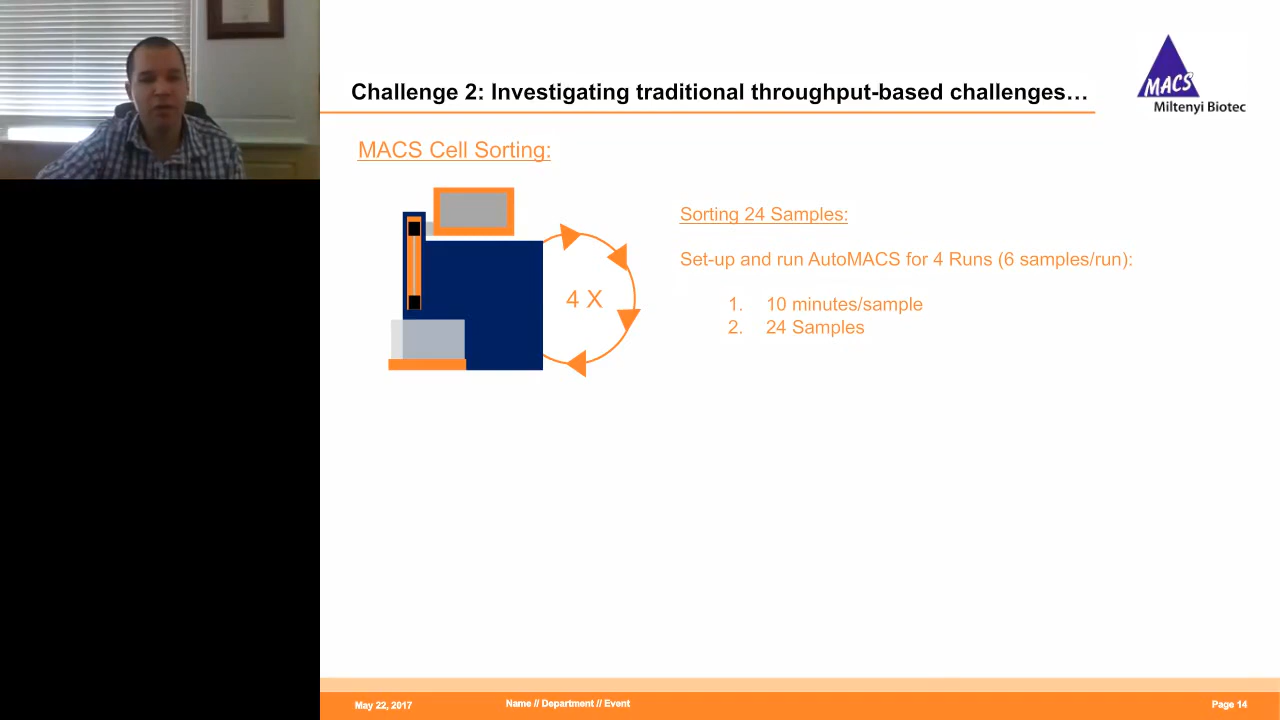 Challenge 2: Investigating traditional throughput-based challenges…
MACS
Miltenyi Biotec
MACS Cell Sorting:
Sorting 24 Samples:
Set-up and run AutoMACS for 4 Runs (6 samples/run):
4 X
1. 10 minutes/sample
2. 24 Samples
May 22, 2017
Name // Department // Event
Page 14